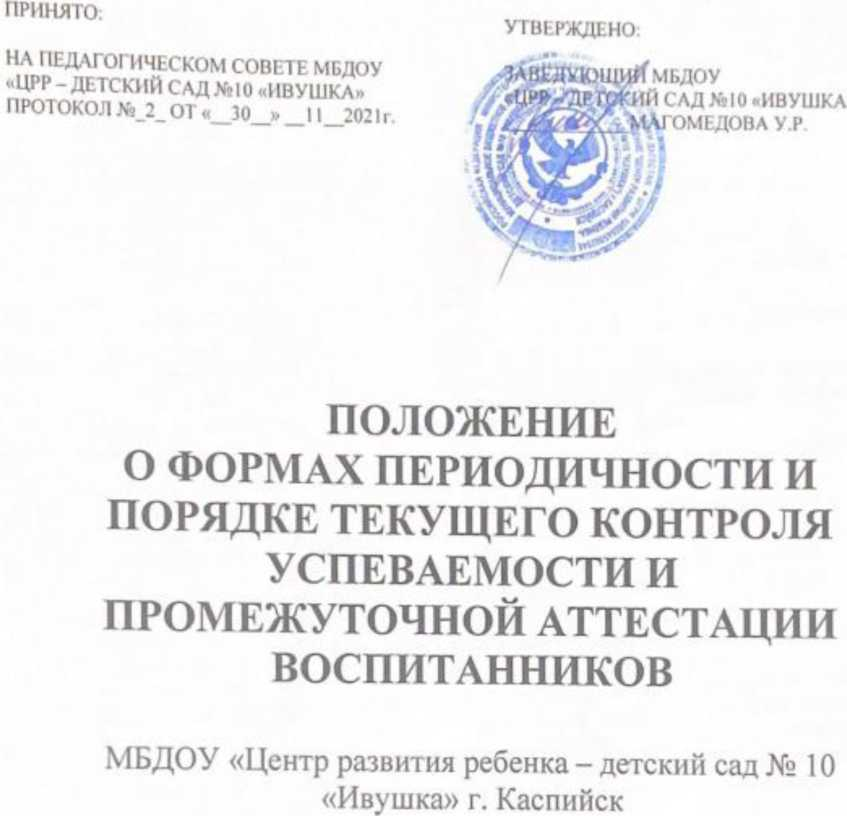 ПРИНЯТО:
НА ПЕДАГОГИЧЕСКОМ СОВЕТЕ МБДОУ
«ЦРР – ДЕТСКИЙ САД №10 «ИВУШКА»
ПРОТОКОЛ №_2_ ОТ «__30__» __11__2021г.
УТВЕРЖДЕНО:
ЗАВЕДУЮЩИЙ МБДОУ
«ЦРР – ДЕТСКИЙ САД №10 «ИВУШКА
МАГОМЕДОВА У.Р.
ПОЛОЖЕНИЕ
О ФОРМАХ ПЕРИОДИЧНОСТИ И
ПОРЯДКЕ ТЕКУЩЕГО КОНТРОЛЯ
УСПЕВАЕМОСТИ И
ПРОМЕЖУТОЧНОЙ АТТЕСТАЦИИ
ВОСПИТАННИКОВ
МБДОУ «Центр развития ребенка – детский сад № 10
«Ивушка» г. Каспийск